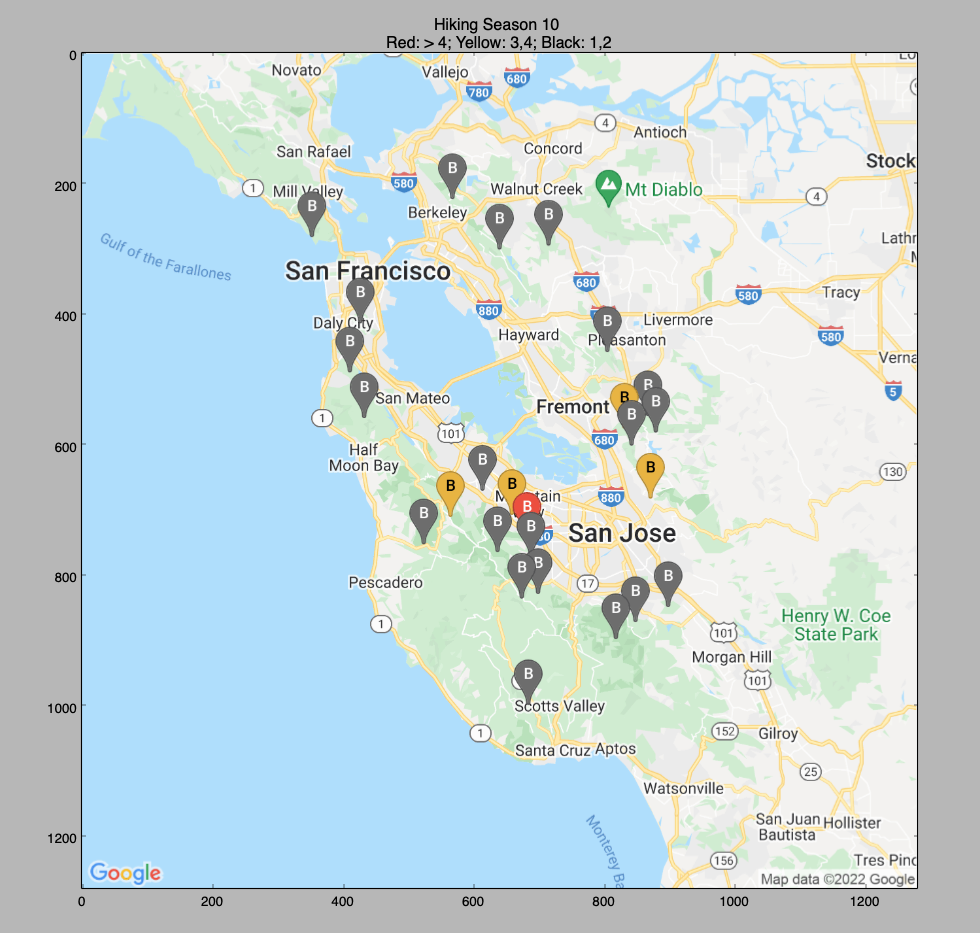 Hiking Season 10
Red: > 4; Yellow: 3,4; Black: 1,2
0
Novato
Vallejo
680
780
4
Antioch
San Rafael
Concord
Stock
B
580
1
Mill Valley
Walnut Creek
Mt Diablo
200
4
B
Berkeley
B
B
Gulf of the Farallones
Lathr
San Francisco
680
B
580
Tracy
400
880
B
Daly City
Hayward
Livermore
580
B
Pleasanton
Verna
B
San Mateo
B
B
5
Fremont
B
B
1
101
680
600
Half
Moon Bay
B
B
130
B
B
Mountain
880
B
B
B
B
San Jose
B
B
B
800
Pescadero
17
B
B
B
1
Henry W. Coe
State Park
101
Morgan Hill
B
101
1000
Scotts Valley
1
152
Gilroy
Santa Cruz
Aptos
25
Watsonville
San Juan
Bautista
Hollister
1200
Monterey Ba
156
Tres Pino
Google
Map data ©2022 Google
0
200
400
600
800
1000
1200